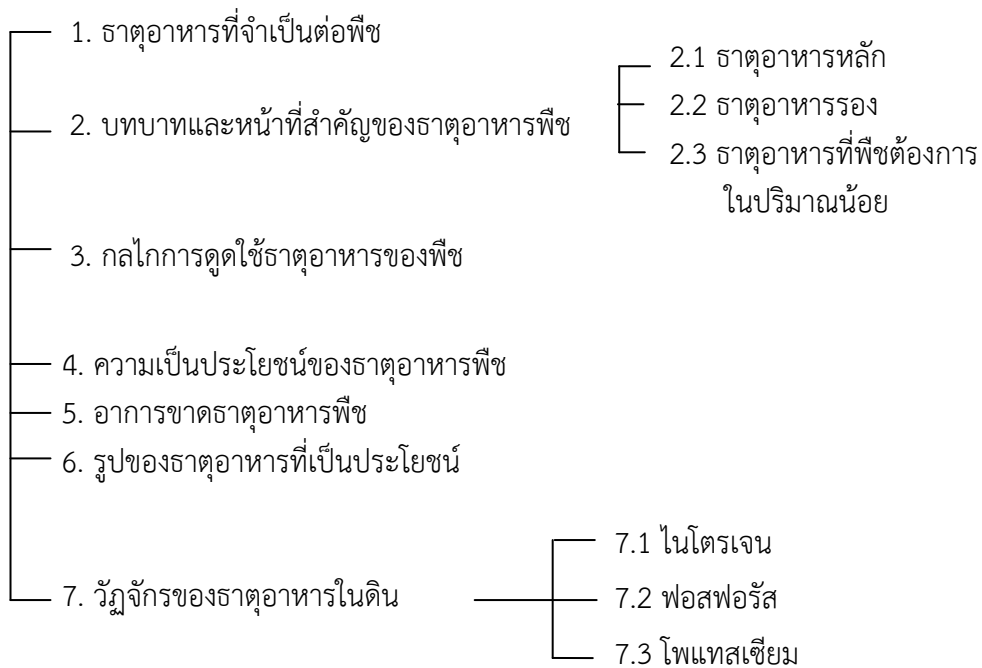 1. ธาตุอาหารที่จำเป็นต่อพืช
2. บทบาทและหน้าที่สำคัญของธาตุอาหารพืช
2.1 ธาตุอาหารหลัก
2.2 ธาตุอาหารรอง
2.3 ธาตุอาหารที่พืชต้องการ
ในปริมาณน้อย
3. กลไกการดูดใช้ธาตุอาหารของพืช
4. ความเป็นประโยชน์ของธาตุอาหารพืช
5. อาการขาดธาตุอาหารพืช
6. รูปของธาตุอาหารที่เป็นประโยชน์
7. วัฏจักรของธาตุอาหารในดิน
7.1 ไนโตรเจน
7.2 ฟอสฟอรัส
7.3 โพแทสเซียม